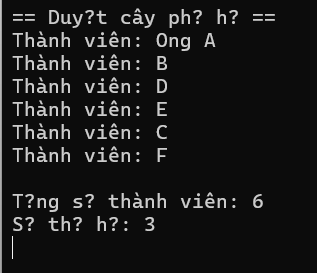 == Duy?t cây ph? h? ==
Thành viên: Ong A
Thành viên: B
Thành viên: D
Thành viên: E
Thành viên: C
Thành viên: F
T?ng s? thành viên: 6
S? th? h?: 3